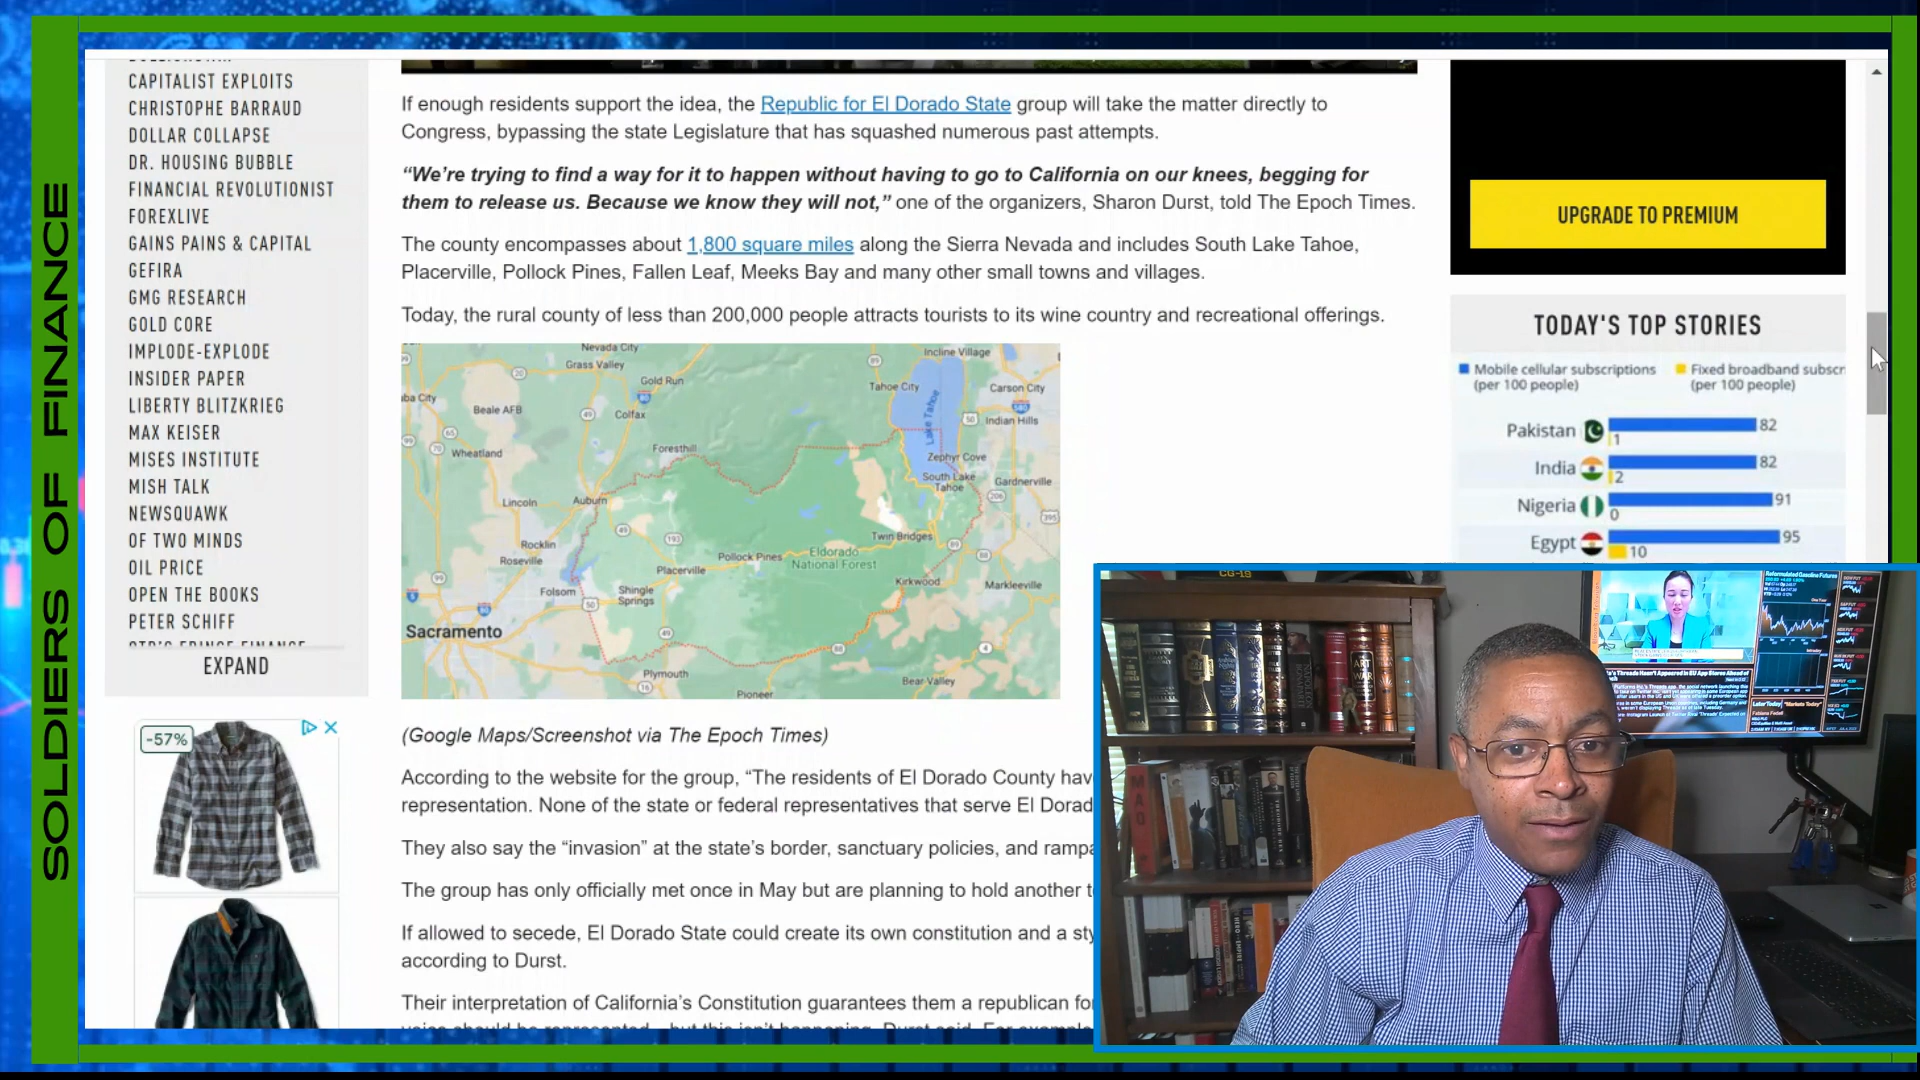 SOLDIERS OF FINANCE
CAPITALIST EXPLOITS
CHRISTOPHE BARRAUD
DOLLAR COLLAPSE
DR. HOUSING BUBBLE
FINANCIAL REVOLUTIONIST
FOREXLIVE
GAINS PAINS & CAPITAL
GEFIRA
GMG RESEARCH
GOLD CORE
IMPLODE-EXPLODE
INSIDER PAPER
LIBERTY BLITZKRIEG
MAX KEISER
MISES INSTITUTE
MISH TALK
NEWSQUAWK
OF TWO MINDS
OIL PRICE
OPEN THE BOOKS
PETER SCHIFF
EXPAND
-57%
If enough residents support the idea, the Republic for El Dorado State group will take the matter directly to
Congress, bypassing the state Legislature that has squashed numerous past attempts.
“We’re trying to find a way for it to happen without having to go to California on our knees, begging for
them to release us. Because we know they will not,” one of the organizers, Sharon Durst, told The Epoch Times.
The county encompasses about 1,800 square miles along the Sierra Nevada and includes South Lake Tahoe,
Placerville, Pollock Pines, Fallen Leaf, Meeks Bay and many other small towns and villages.
Today, the rural county of less than 200,000 people attracts tourists to its wine country and recreational offerings.
Nevada City
Grass Valley
Gold Run
Incline Village
Tahoe City
Carson City
Beale AFB
Colfax
Lake Tahoe
Indian Hills
Wheatland
Foresthill
Zephyr Cove
South Lake
Tahoe
Gardnerville
Lincoln
Auburn
Rocklin
Roseville
Twin Bridges
Pollock Pines
Eldorado
National Forest
Placerville
Kirkwood
Markleeville
Folsom
Shingle
Springs
Sacramento
Plymouth
Bear Valley
Pioneer
(Google Maps/Screenshot via The Epoch Times)
According to the website for the group, “The residents of El Dorado County hav
representation. None of the state or federal representatives that serve El Dorad
They also say the “invasion” at the state’s border, sanctuary policies, and rampa
The group has only officially met once in May but are planning to hold another t
If allowed to secede, El Dorado State could create its own constitution and a sty
according to Durst.
Their interpretation of California’s Constitution guarantees them a republican fo
UPGRADE TO PREMIUM
TODAY'S TOP STORIES
Mobile cellular subscriptions
(per 100 people)
Fixed broadband subscr
(per 100 people)
Pakistan 82
1
India 82
2
Nigeria 91
0
Egypt 95
10
CG-19
ART
WAR
MAO